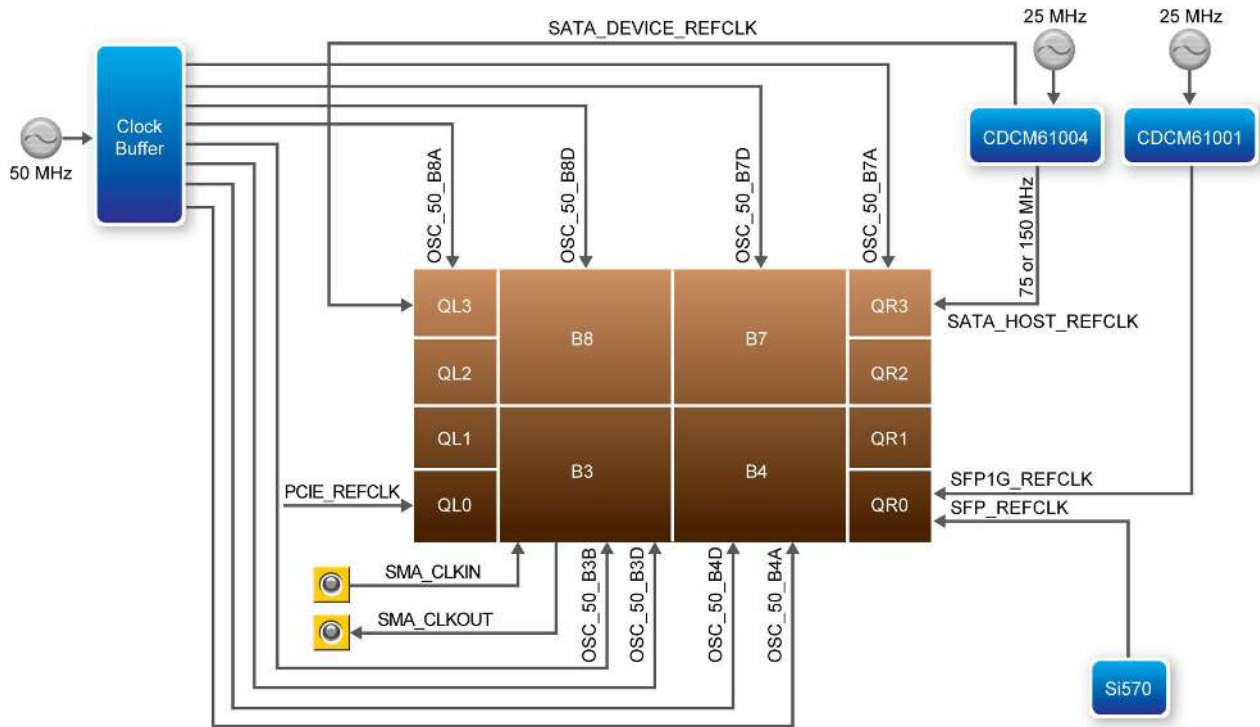 SATA_DEVICE_REFCLK
25 MHz
25 MHz
Clock
Buffer
50 MHz
CDCM61004
CDCM61001
OSC_50_B8A
OSC_50_B8D
OSC_50_B7D
OSC_50_B7A
75 or 150 MHz
QL3
B8
B7
QR3
SATA_HOST_REFCLK
QL2
QR2
QL1
B3
B4
QR1
PCIE_REFCLK
QL0
QR0
SFP1G_REFCLK
SFP_REFCLK
SMA_CLKIN
SMA_CLKOUT
OSC_50_B3B
OSC_50_B3D
OSC_50_B4D
OSC_50_B4A
Si570